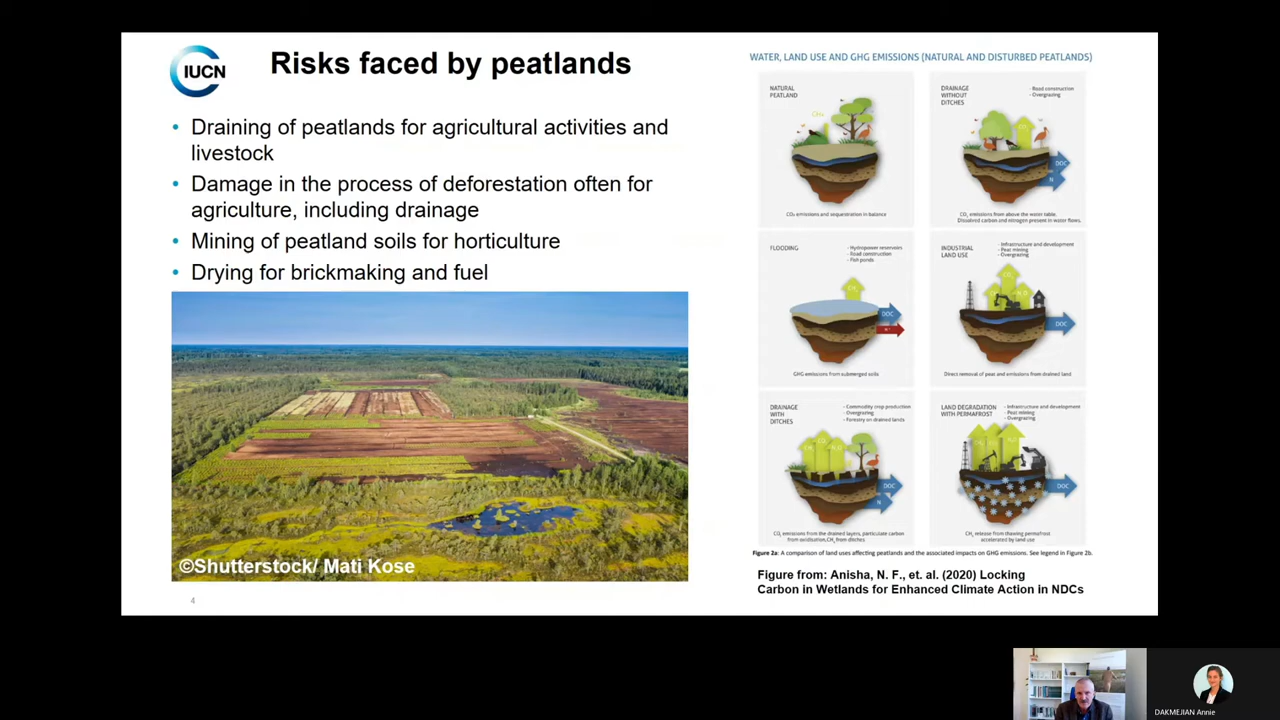 IUCN
Risks faced by peatlands
Draining of peatlands for agricultural activities and
livestock
Damage in the process of deforestation often for
agriculture, including drainage
Mining of peatland soils for horticulture
Drying for brickmaking and fuel
©Shutterstock/ Mati Kose
4
WATER, LAND USE AND GHG EMISSIONS (NATURAL AND DISTURBED PEATLANDS)
NATURAL
PEATLAND
CH₄
CO₂ emissions and sequestration in balance
DRAINAGE
WITHOUT
DITCHES
- Road construction
- Overgrazing
DOC
N
CO₂ emissions from above the water table.
Dissolved carbon and nitrogen present in water flows.
FLOODING
- Hydropower reservoirs
- Road construction
- Fish ponds
DOC
GHG emissions from submerged soils
INDUSTRIAL
LAND USE
- Infrastructure and development
- Peat mining
- Overgrazing
CO₂
DOC
Direct removal of peat and emissions from drained land
DRAINAGE
WITH
DITCHES
- Commodity crop production
- Overgrazing
- Forestry on drained lands
DOC
N
CO₂ emissions from the drained layers, particulate carbon
from oxidisation, CH₄ from ditches
LAND DEGRADATION
WITH PERMAFROST
- Infrastructure and development
- Peat mining
- Overgrazing
DOC
CH₄ release from thawing permafrost
accelerated by land use
Figure 2a: A comparison of land uses affecting peatlands and the associated impacts on GHG emissions. See legend in Figure 2b.
Figure from: Anisha, N. F., et. al. (2020) Locking
Carbon in Wetlands for Enhanced Climate Action in NDCs
DAKMEJIAN Annie